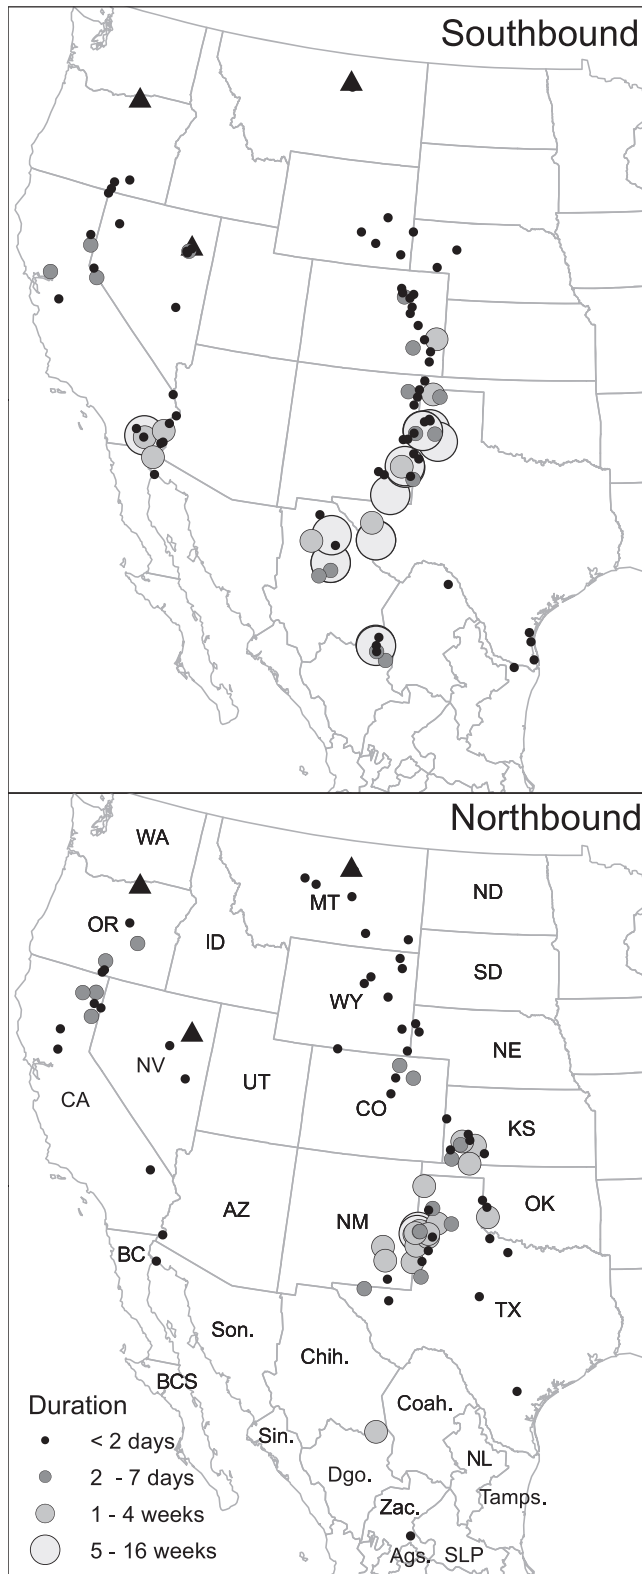 Southbound
Northbound
WA
OR
MT
ND
ID
SD
WY
NE
NV
UT
CO
KS
CA
AZ
NM
OK
BC
TX
Son.
Chih.
BCS
Coah.
Duration
Sin.
NL
< 2 days
Dgo.
2 - 7 days
Tamps.
Zac.
1 - 4 weeks
Ags. SLP
5 - 16 weeks